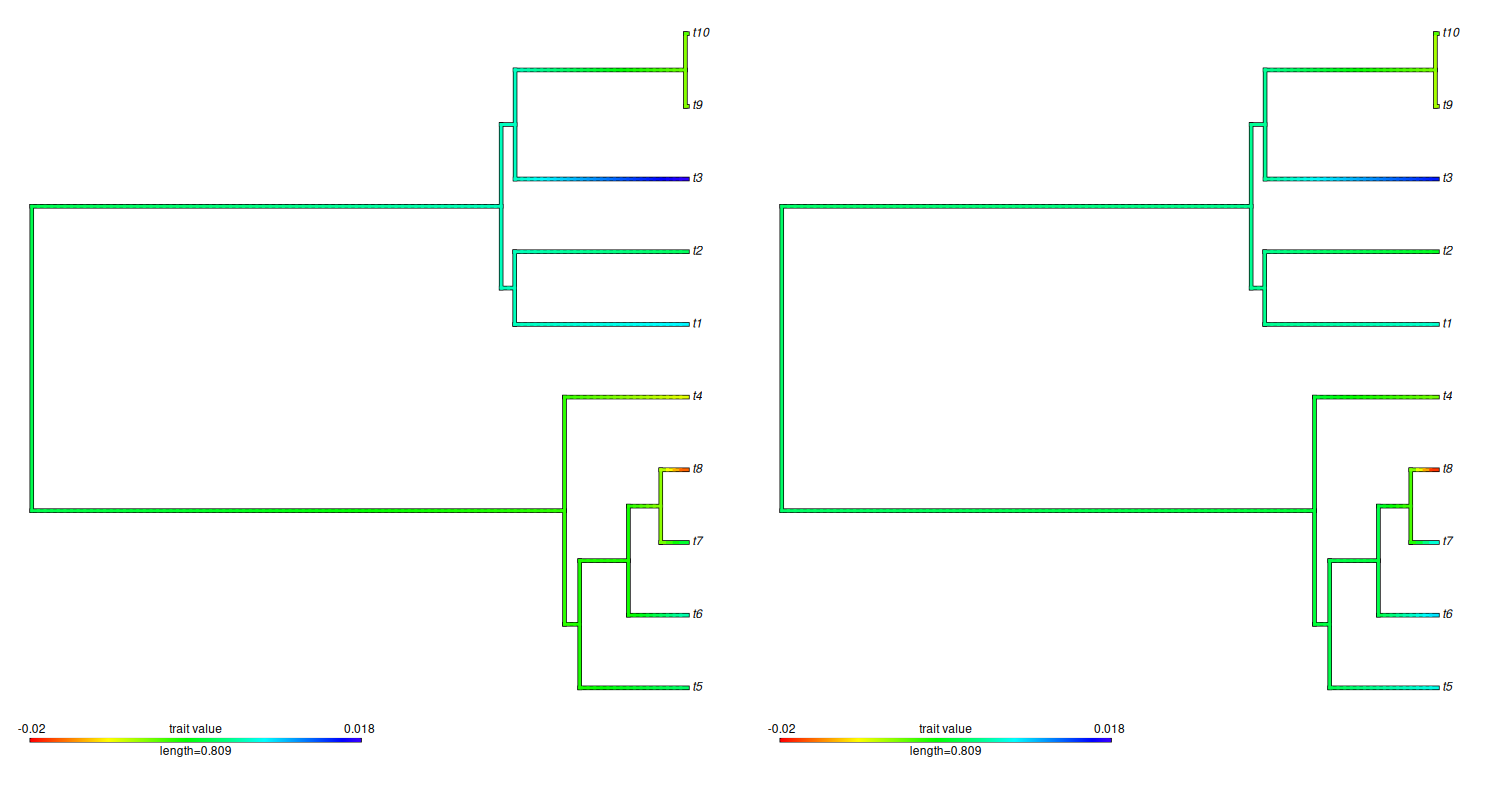 t10
t9
t3
t2
t1
t4
t8
t7
t6
t5
-0.02 trait value 0.018
length=0.809
t10
t9
t3
t2
t1
t4
t8
t7
t6
t5
-0.02 trait value 0.018
length=0.809